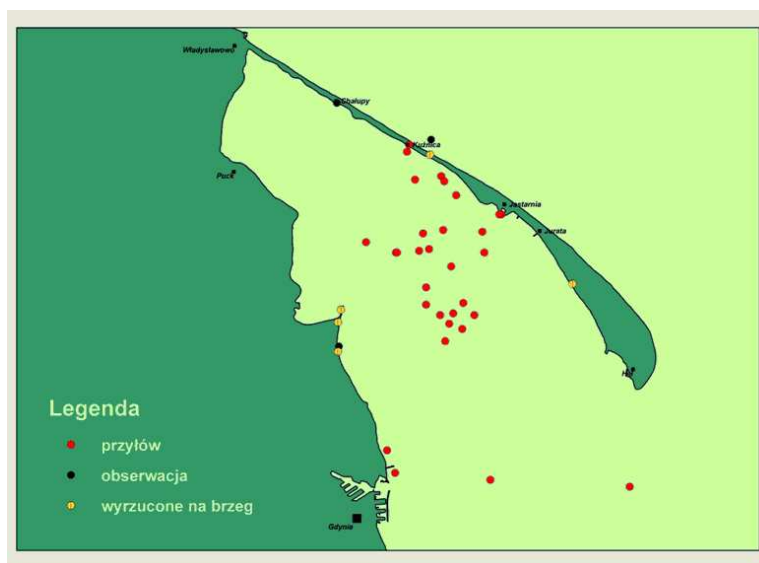 Władysławowo
Chałupy
Kuźnica
Puck
Jastarnia
Jurata
Hel
Legenda
przyłów
obserwacja
wyrzucone na brzeg
Gdynia